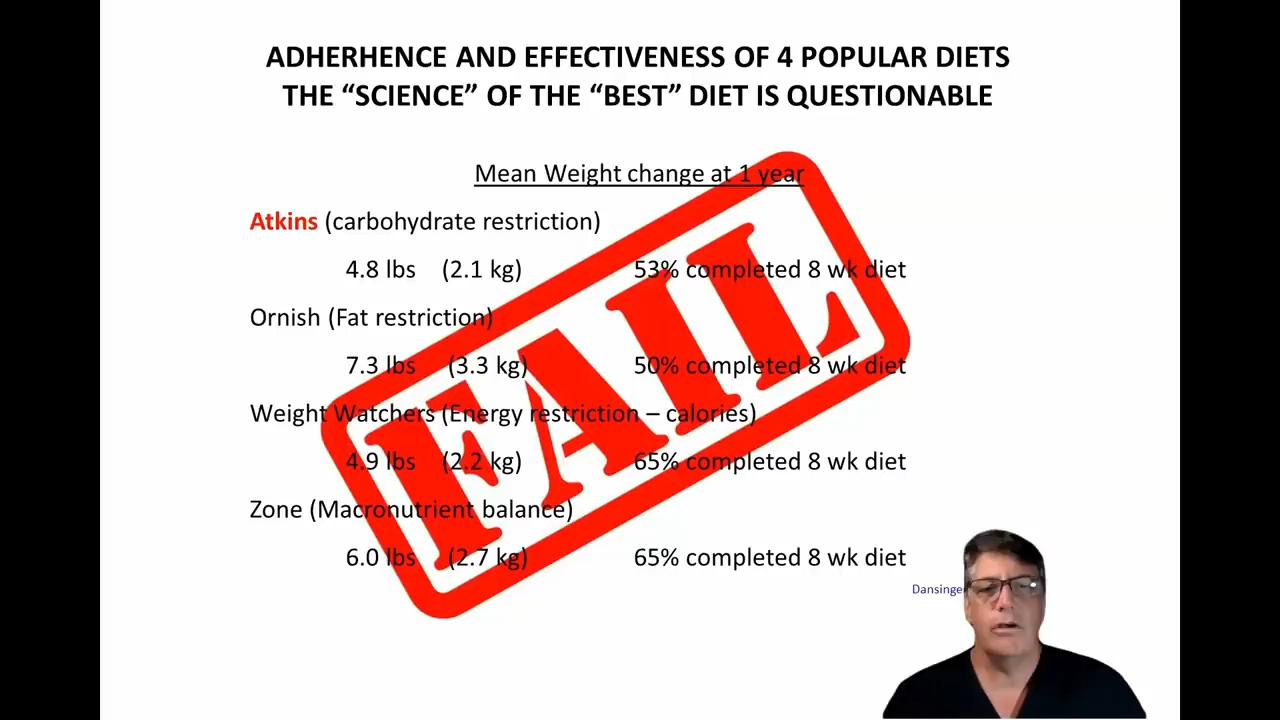 ADHERHENCE AND EFFECTIVENESS OF 4 POPULAR DIETS
THE “SCIENCE” OF THE “BEST” DIET IS QUESTIONABLE
Mean Weight change at 1 year
Atkins (carbohydrate restriction)
4.8 lbs (2.1 kg) 53% completed 8 wk diet
Ornish (Fat restriction)
7.3 lbs (3.3 kg) 50% completed 8 wk diet
Weight Watchers (Energy restriction – calories)
4.9 lbs (2.2 kg) 65% completed 8 wk diet
Zone (Macronutrient balance)
6.0 lbs (2.7 kg) 65% completed 8 wk diet
FAIL